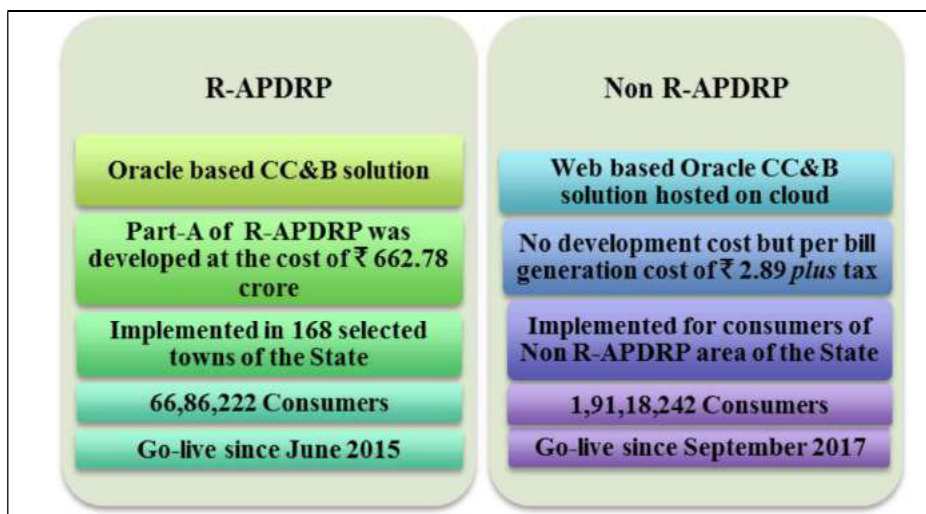 R-APDRP
Oracle based CC&B solution
Part-A of R-APDRP was
developed at the cost of ₹ 662.78
crore
Implemented in 168 selected
towns of the State
66,86,222 Consumers
Go-live since June 2015
Non R-APDRP
Web based Oracle CC&B
solution hosted on cloud
No development cost but per bill
generation cost of ₹ 2.89 plus tax
Implemented for consumers of
Non R-APDRP area of the State
1,91,18,242 Consumers
Go-live since September 2017